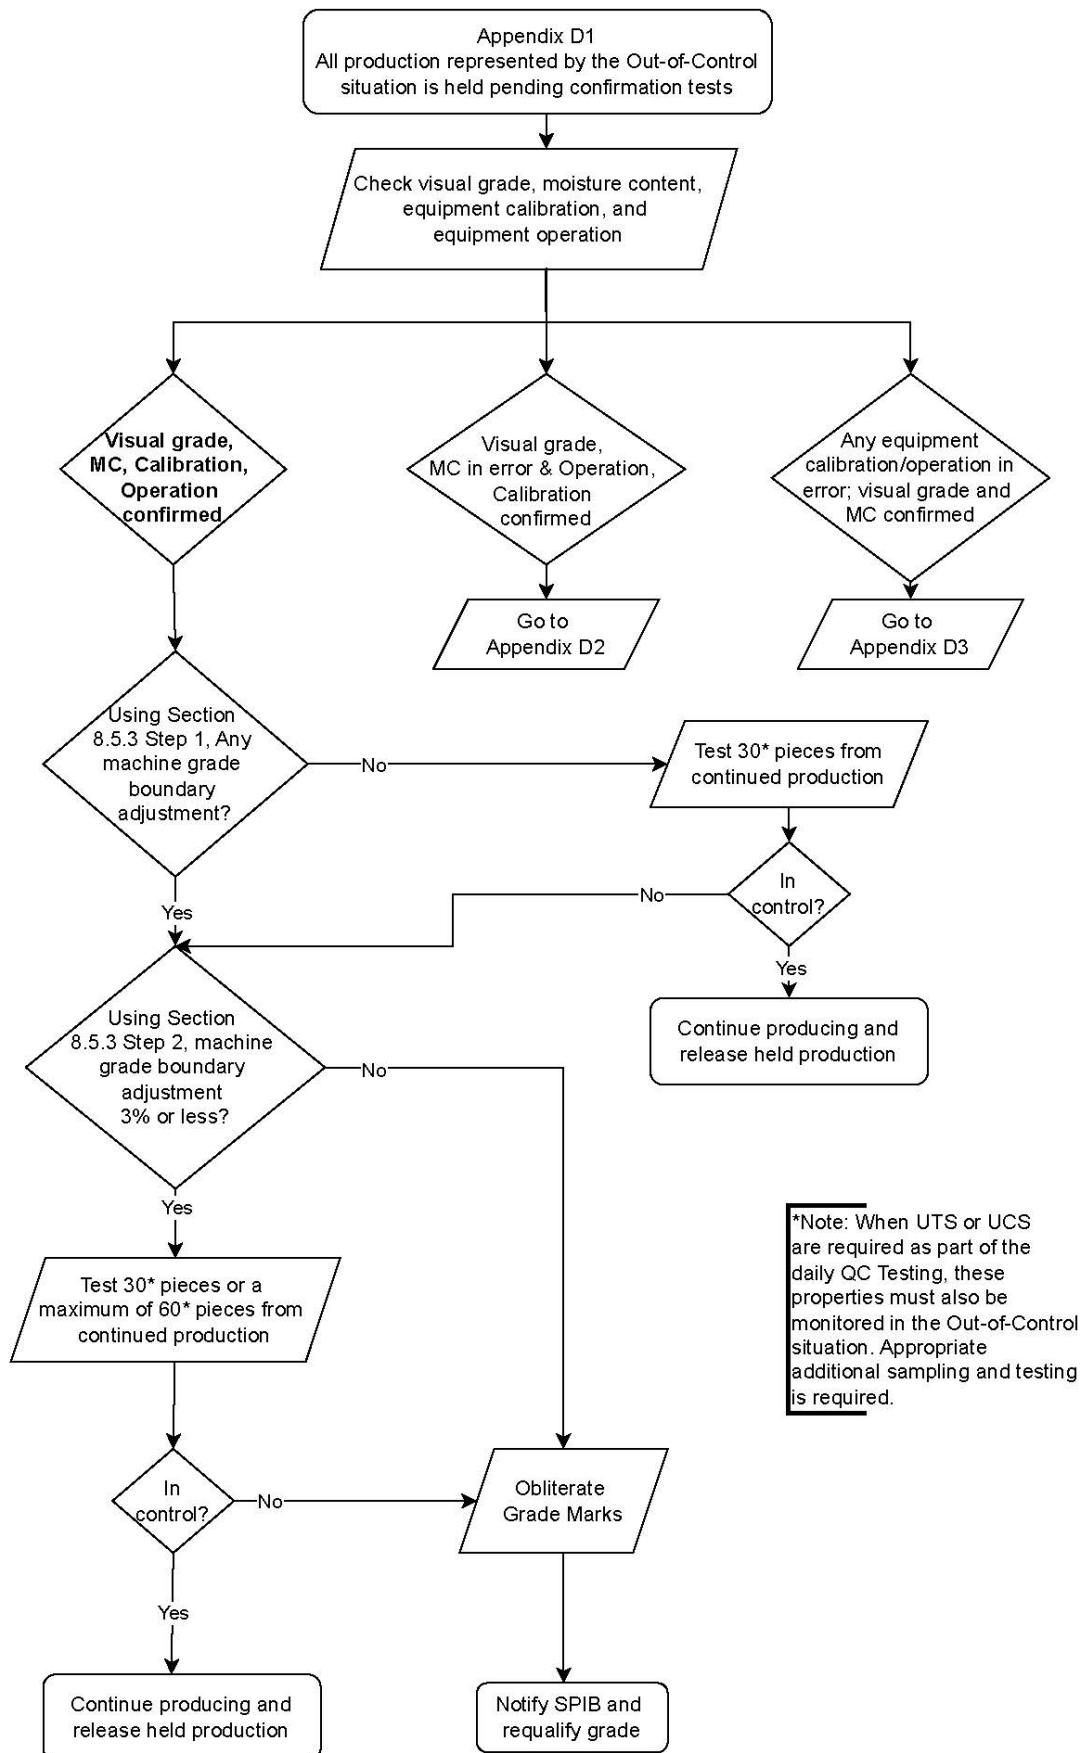 Appendix D1
All production represented by the Out-of-Control
situation is held pending confirmation tests
Check visual grade, moisture content,
equipment calibration, and
equipment operation
Visual grade,
MC, Calibration,
Operation
confirmed
Visual grade,
MC in error & Operation,
Calibration
confirmed
Any equipment
calibration/operation in
error; visual grade and
MC confirmed
Go to
Appendix D2
Go to
Appendix D3
Using Section
8.5.3 Step 1, Any
machine grade
boundary
adjustment?
No
Test 30* pieces from
continued production
In
control?
No
Yes
Yes
Continue producing and
release held production
Using Section
8.5.3 Step 2, machine
grade boundary
adjustment
3% or less?
No
Yes
Test 30* pieces or a
maximum of 60* pieces from
continued production
*Note: When UTS or UCS
are required as part of the
daily QC Testing, these
properties must also be
monitored in the Out-of-Control
situation. Appropriate
additional sampling and testing
is required.
In
control?
No
Obliterate
Grade Marks
Yes
Continue producing and
release held production
Notify SPIB and
requalify grade